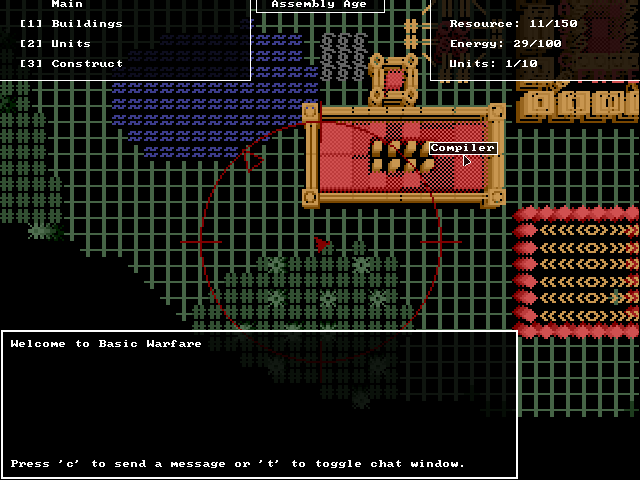 Main
[1] Buildings
[2] Units
[3] Construct
Assembly Age
Resource: 11/150
Energy: 29/100
Units: 1/10
Compiler
Welcome to Basic Warfare
Press 'c' to send a message or 't' to toggle chat window.